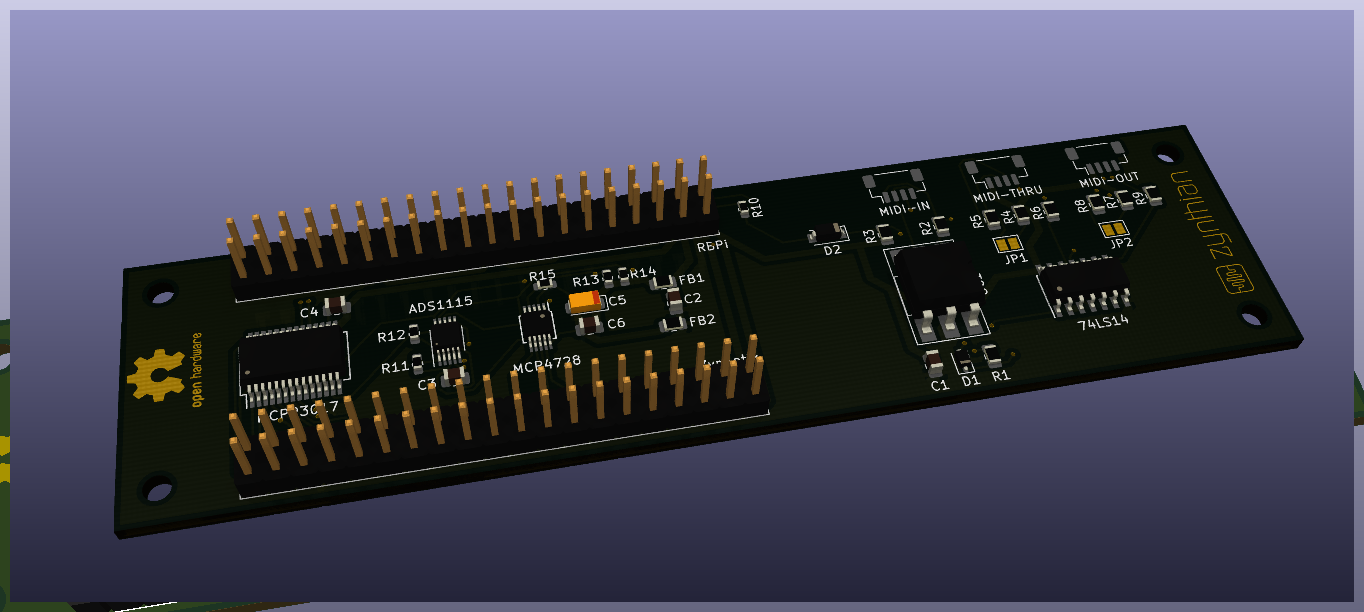 MIDI-OUT
MIDI-THRU
MIDI-IN
zynthian
R10
R9
R7
R8
R6
R4
R5
R2
R3
D2
JP2
JP1
RBPi
R15
R13
R14
FB1
C5
C2
C6
FB2
ADS1115
C4
R12
R11
C3
MCP4728
74LS14
C1
D1
R1
open hardware